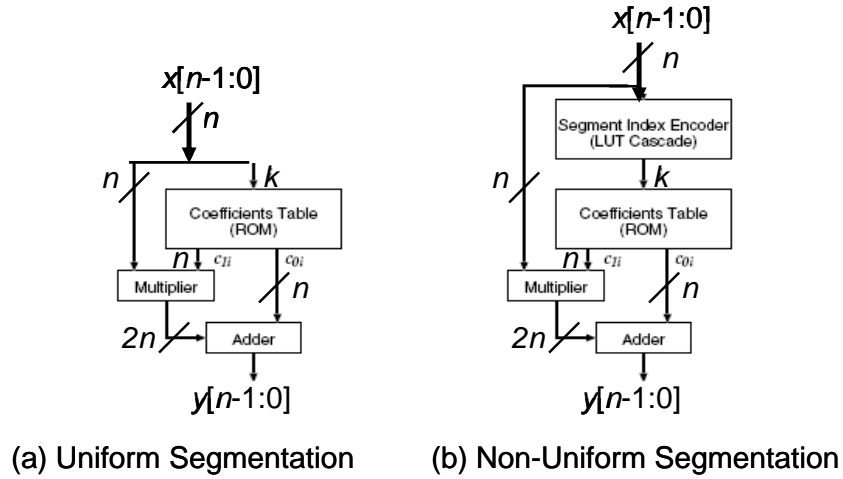 x[n-1:0]
n
n
k
Coefficients Table
(ROM)
n
c1i
c0i
n
Multiplier
2n
Adder
y[n-1:0]
(a) Uniform Segmentation
x[n-1:0]
n
Segment Index Encoder
(LUT Cascade)
n
k
Coefficients Table
(ROM)
n
c1i
c0i
n
Multiplier
2n
Adder
y[n-1:0]
(b) Non-Uniform Segmentation